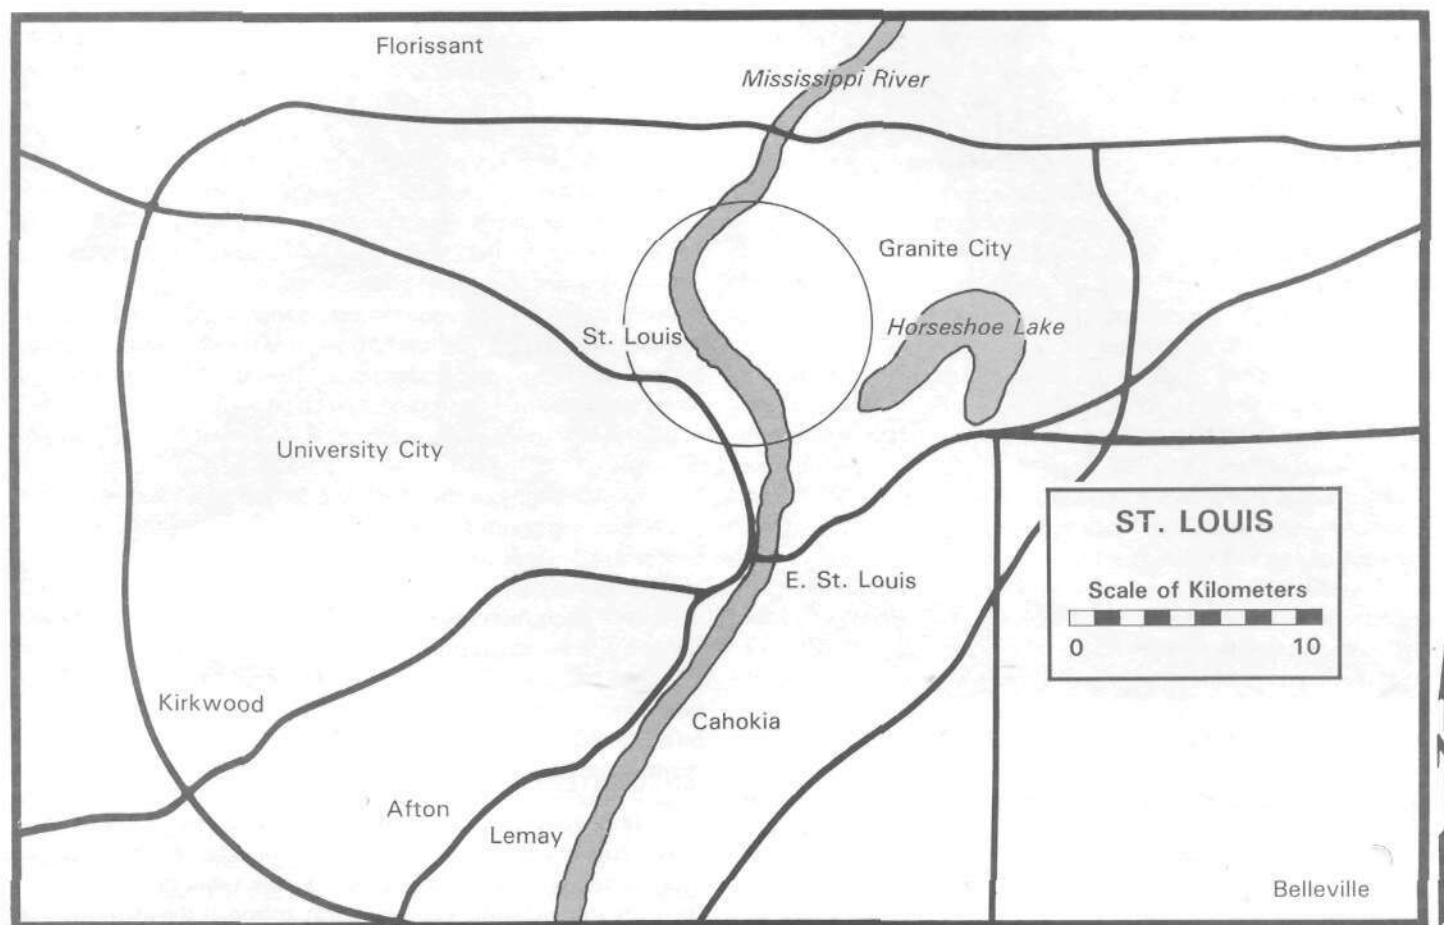 Florissant
Mississippi River
Granite City
Horseshoe Lake
St. Louis
University City
ST. LOUIS
Scale of Kilometers
0 10
E. St. Louis
Kirkwood
Cahokia
Afton
Lemay
Belleville